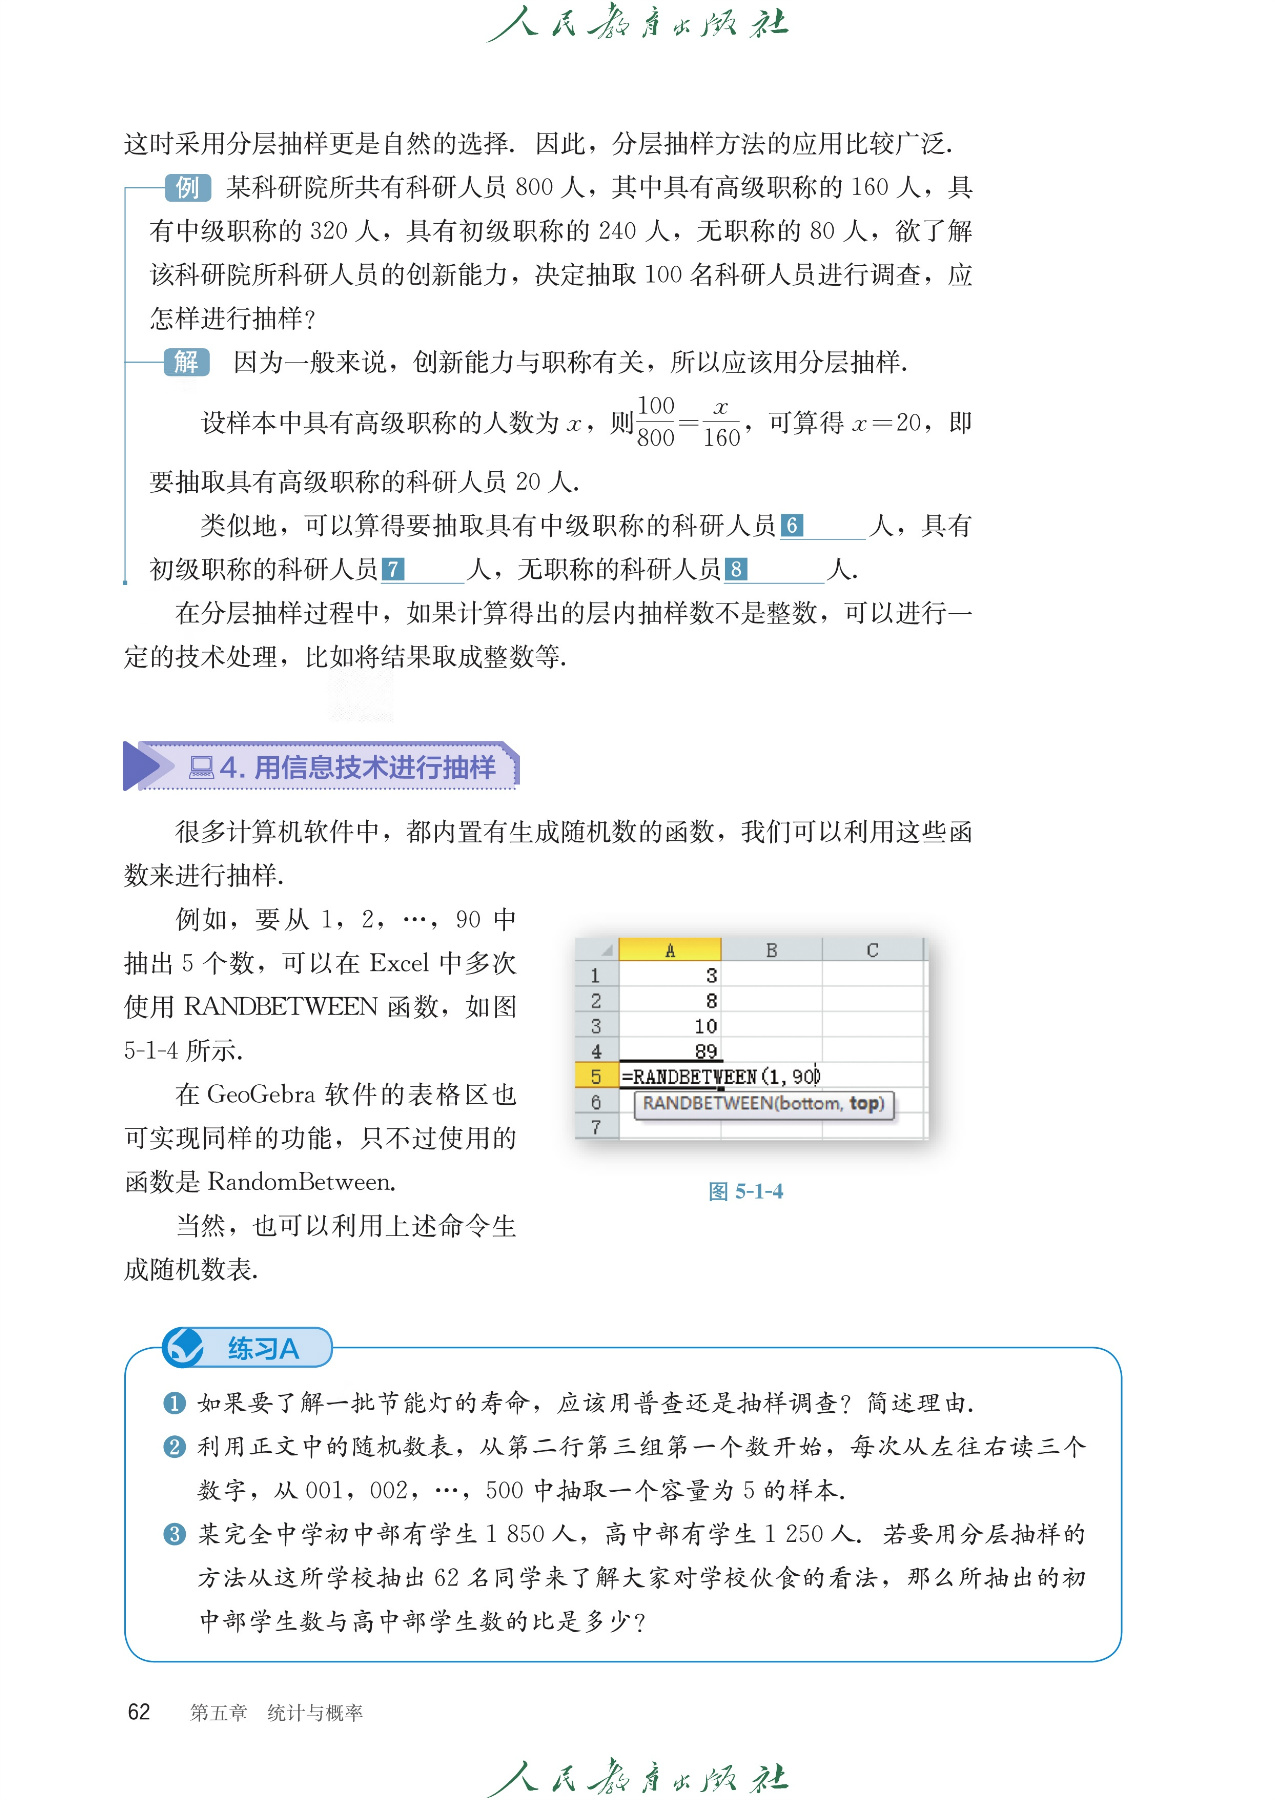 人民教育出版社
这时采用分层抽样更是自然的选择. 因此，分层抽样方法的应用比较广泛.
例 某科研院所共有科研人员 800 人，其中具有高级职称的 160 人，具
有中级职称的 320 人，具有初级职称的 240 人，无职称的 80 人，欲了解
该科研院所科研人员的创新能力，决定抽取 100 名科研人员进行调查，应
怎样进行抽样？
解 因为一般来说，创新能力与职称有关，所以应该用分层抽样.
设样本中具有高级职称的人数为 x，则100/800=x/160，可算得 x=20，即
要抽取具有高级职称的科研人员 20 人.
类似地，可以算得要抽取具有中级职称的科研人员6____人，具有
初级职称的科研人员7____人，无职称的科研人员8____人.
在分层抽样过程中，如果计算得出的层内抽样数不是整数，可以进行一
定的技术处理，比如将结果取成整数等.
4. 用信息技术进行抽样
很多计算机软件中，都内置有生成随机数的函数，我们可以利用这些函
数来进行抽样.
例如，要从 1，2，…，90 中
抽出 5 个数，可以在 Excel 中多次
使用 RANDBETWEEN 函数，如图
5-1-4 所示.
在 GeoGebra 软件的表格区也
可实现同样的功能，只不过使用的
函数是 RandomBetween.
当然，也可以利用上述命令生
成随机数表.
A B C
1 3
2 8
3 10
4 89
5 =RANDBETWEEN(1,90)
6 RANDBETWEEN(bottom, top)
7
图 5-1-4
练习A
1 如果要了解一批节能灯的寿命，应该用普查还是抽样调查？简述理由.
2 利用正文中的随机数表，从第二行第三组第一个数开始，每次从左往右读三个
数字，从 001，002，…，500 中抽取一个容量为 5 的样本.
3 某完全中学初中部有学生 1 850 人，高中部有学生 1 250 人. 若要用分层抽样的
方法从这所学校抽出 62 名同学来了解大家对学校伙食的看法，那么所抽出的初
中部学生数与高中部学生数的比是多少？
62 第五章 统计与概率
人民教育出版社